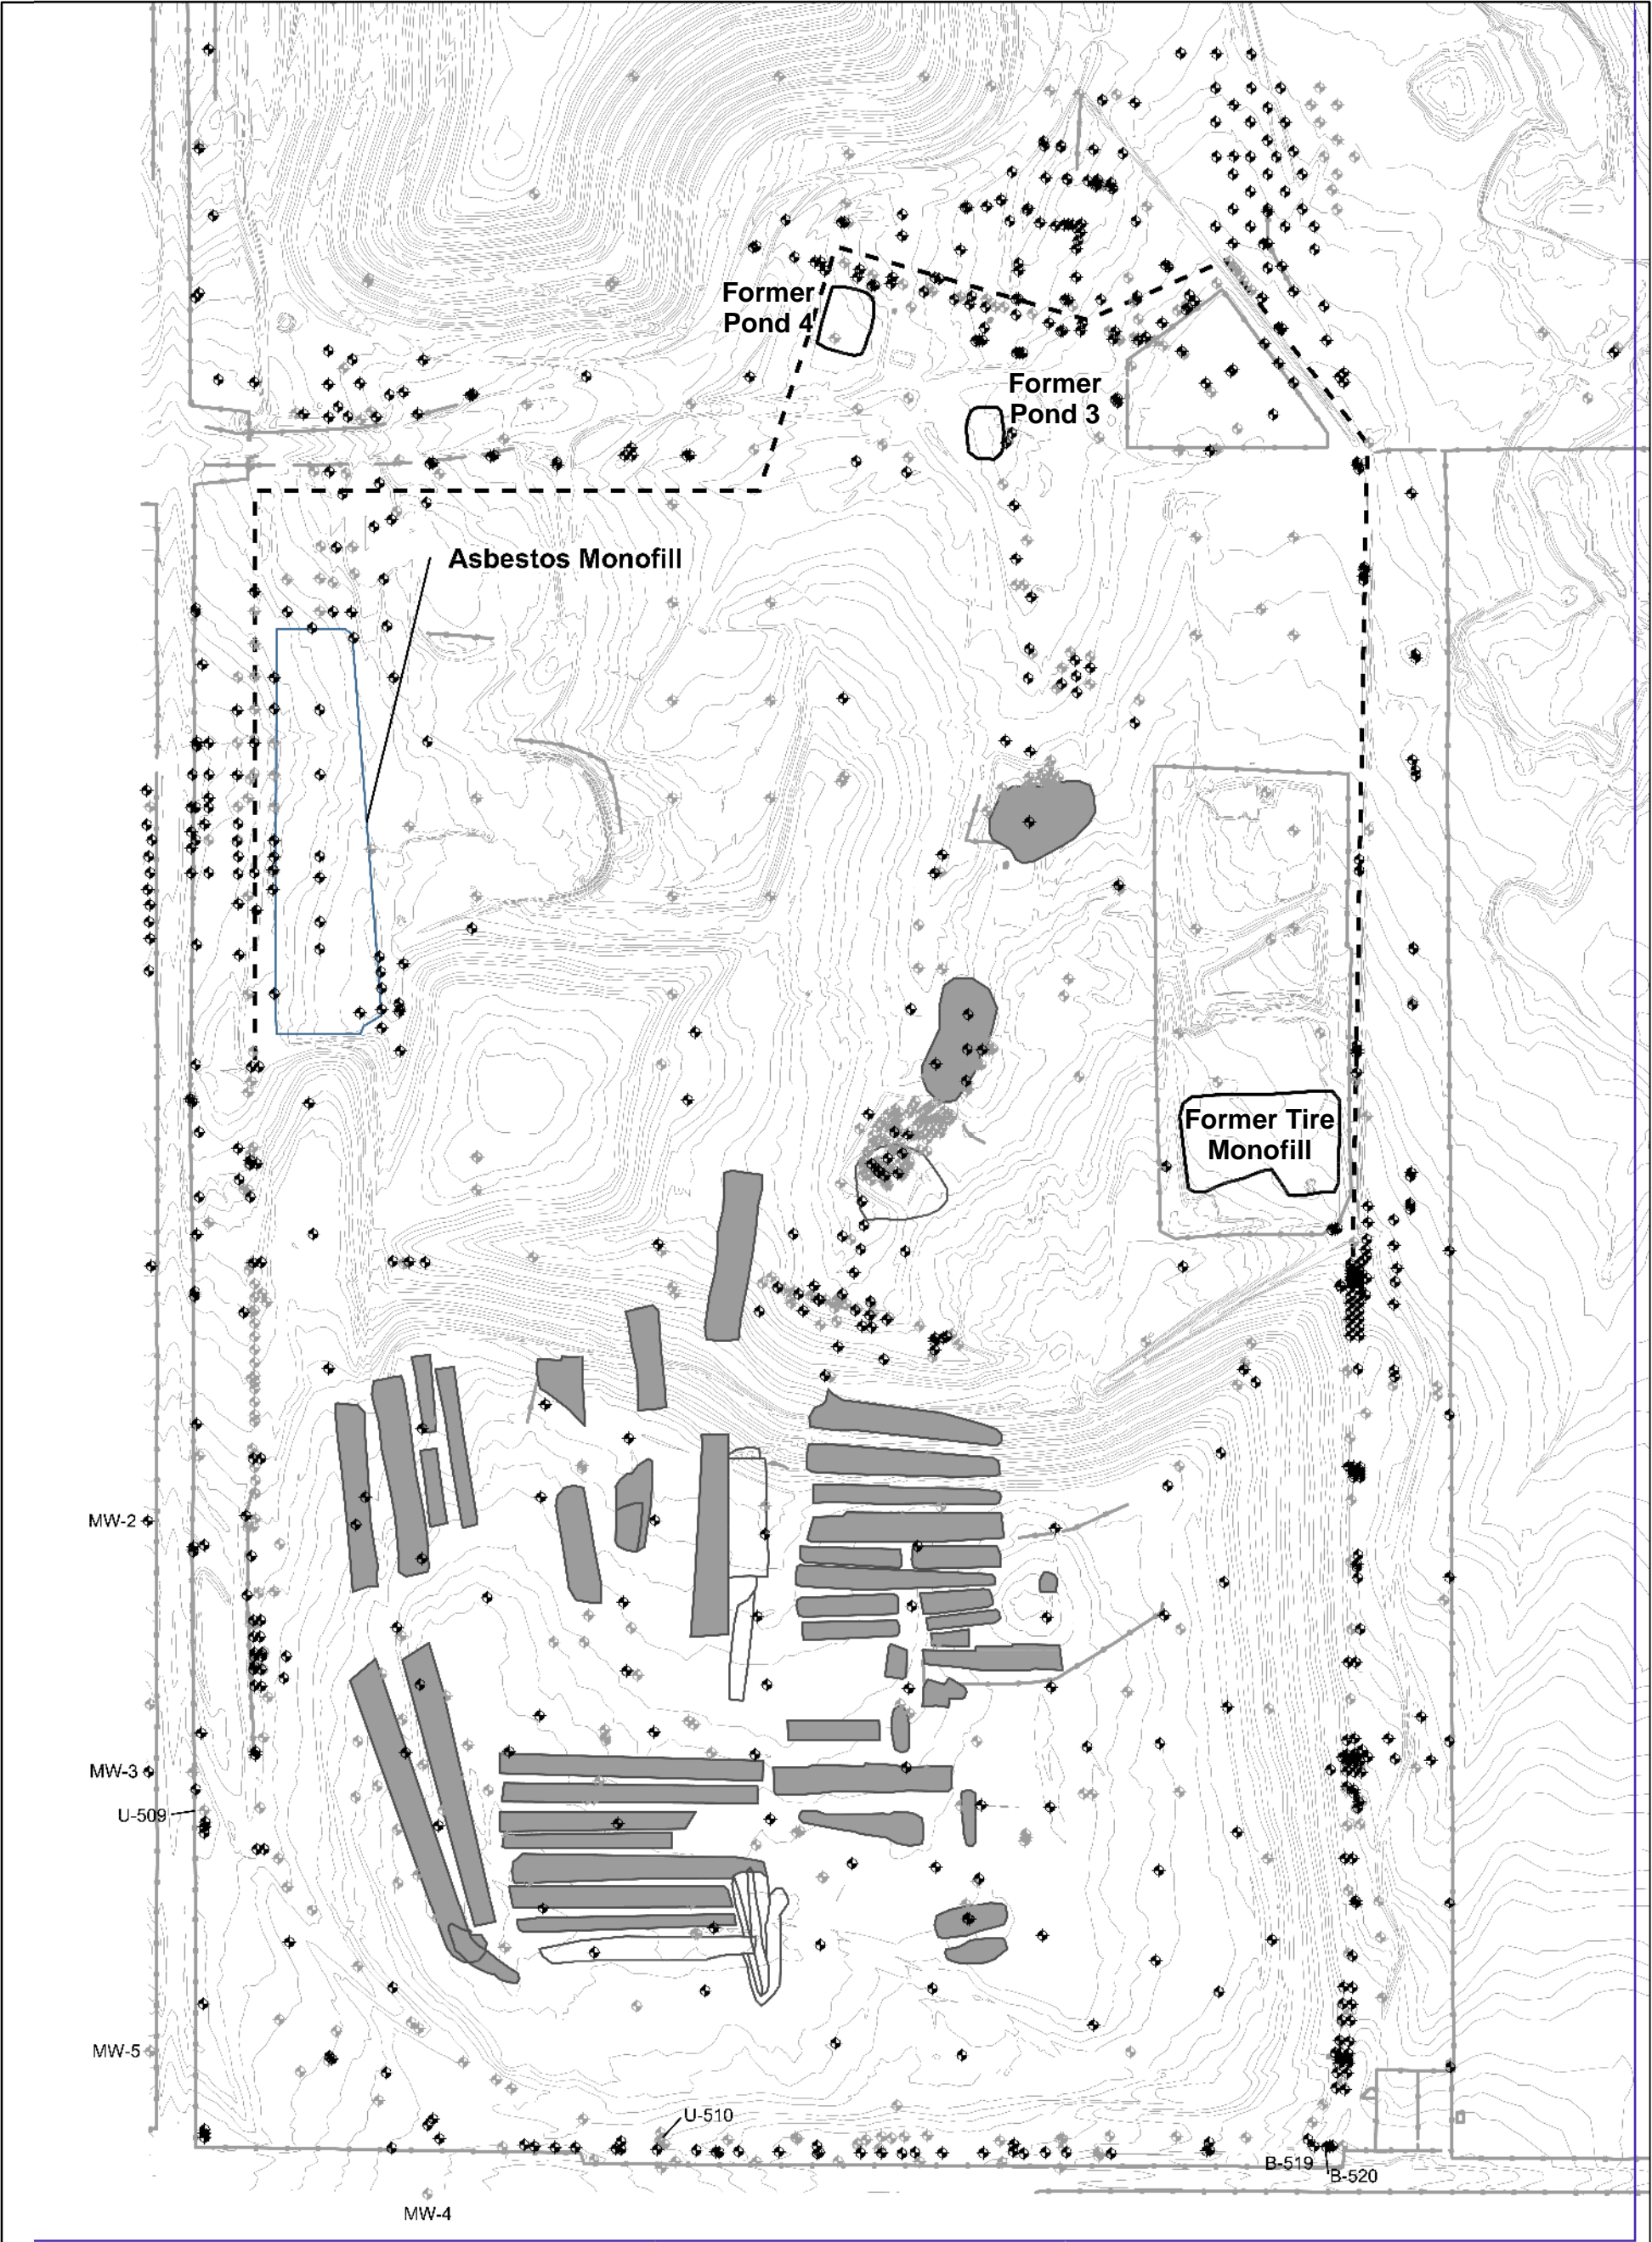 Former
Pond 4
Former
Pond 3
Asbestos Monofill
Former Tire
Monofill
MW-2
MW-3
U-509
MW-5
U-510
B-519
B-520
MW-4